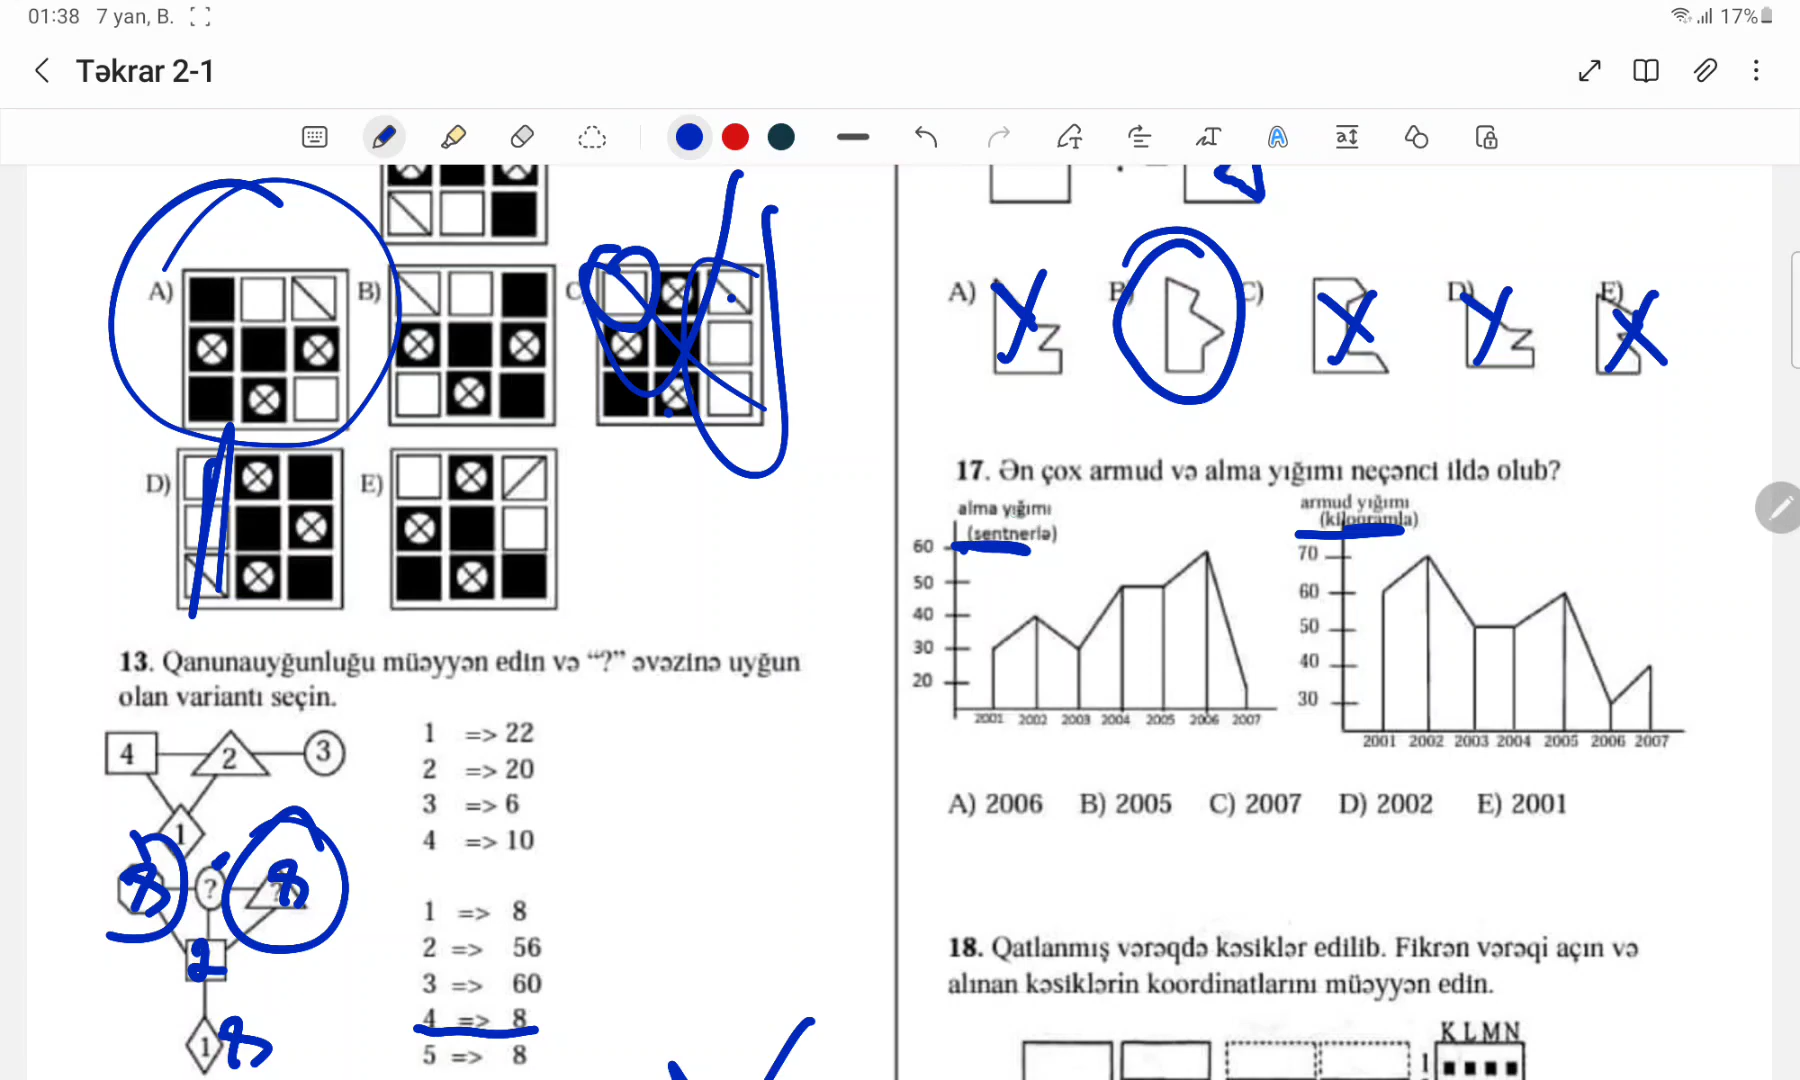 01:38 7 yan, B.
17%
Təkrar 2-1
A)
B)
C
D)
E)
13. Qanunauyğunluğu müəyyən edin və “?” əvəzinə uyğun
olan variantı seçin.
4 2 3
1
? 8
2
1 8
1 => 22
2 => 20
3 => 6
4 => 10
1 => 8
2 => 56
3 => 60
4 => 8
5 => 8
A)
B)
C)
D)
E)
17. Ən çox armud və alma yığımı neçənci ildə olub?
alma yığımı
(sentnerlə)
60
50
40
30
20
2001 2002 2003 2004 2005 2006 2007
armud yığımı
(kiloqramla)
70
60
50
40
30
2001 2002 2003 2004 2005 2006 2007
A) 2006 B) 2005 C) 2007 D) 2002 E) 2001
18. Qatlanmış vərəqdə kəsiklər edilib. Fikrən vərəqi açın və
alınan kəsiklərin koordinatlarını müəyyən edin.
K L M N
1